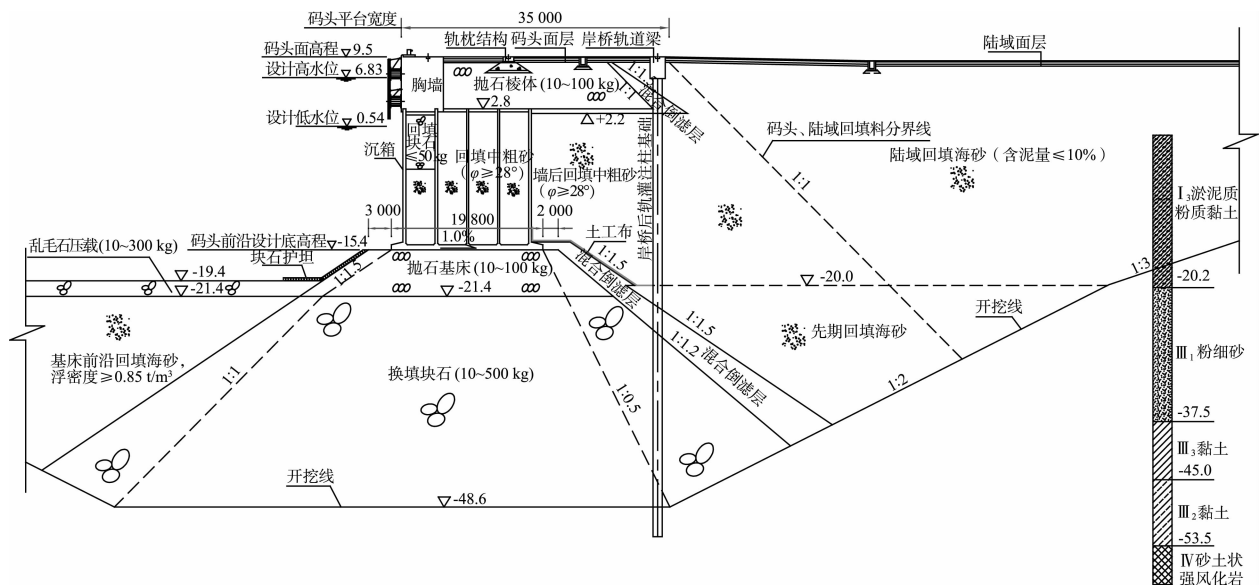 码头平台宽度
35 000
码头面高程 9.5
轨枕结构
码头面层
岸桥轨道梁
陆域面层
设计高水位 6.83
胸墙
抛石棱体(10~100 kg)
1:1
1:1
混合倒滤层
2.8
+2.2
设计低水位 0.54
沉箱
回填
块石
≤50 kg
回填中粗砂
(φ≥28°)
墙后回填中粗砂
(φ≥28°)
岸桥后轨灌注桩基础
码头、陆域回填料分界线
陆域回填海砂(含泥量≤10%)
1:1
I₃淤泥质
粉质黏土
3 000
19 800
2 000
1.0%
土工布
码头前沿设计底高程 -15.4
乱毛石压载(10~300 kg)
块石护坦
-19.4
-21.4
1:1.5
抛石基床(10~100 kg)
-21.4
1:1.5
混合倒滤层
-20.0
1:3
-20.2
开挖线
先期回填海砂
1:1.5
1:1.2
混合倒滤层
III₁粉细砂
基床前沿回填海砂，
浮密度≥0.85 t/m³
1:1
换填块石(10~500 kg)
1:0.5
1:2
-37.5
III₃黏土
-45.0
开挖线
-48.6
III₂黏土
-53.5
IV砂土状
强风化岩